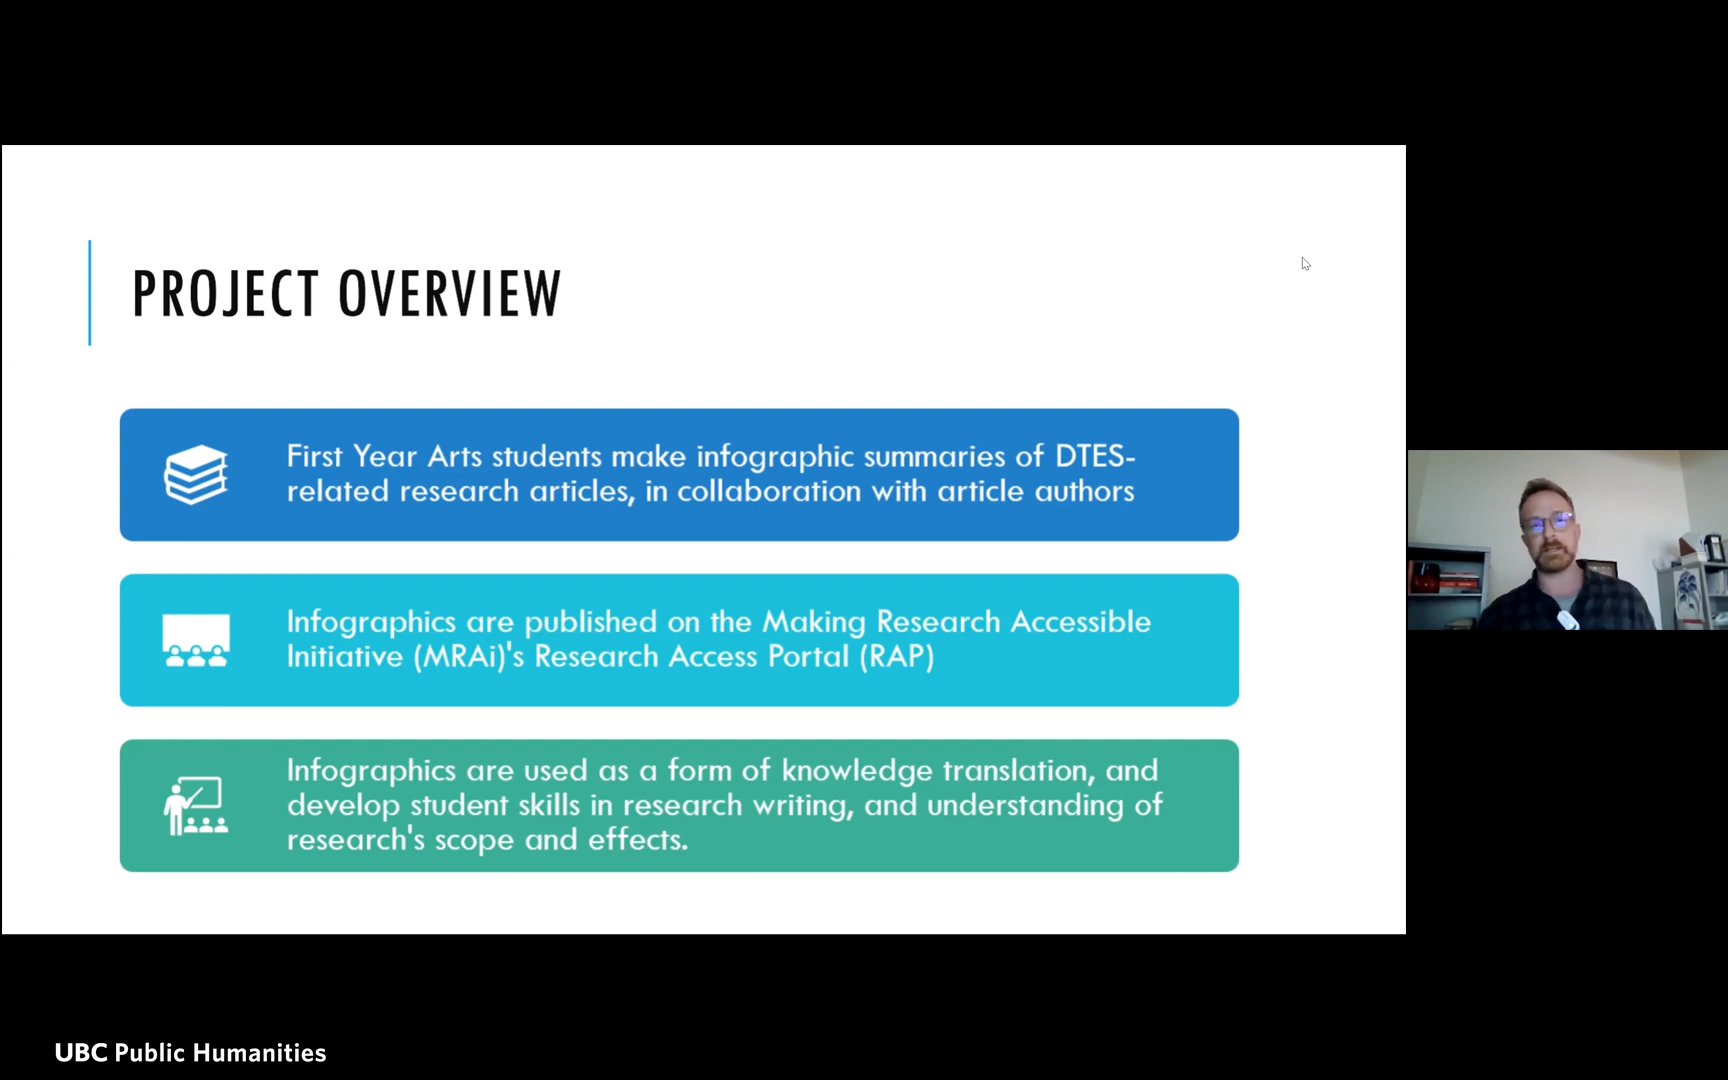 PROJECT OVERVIEW
First Year Arts students make infographic summaries of DTES-
related research articles, in collaboration with article authors
Infographics are published on the Making Research Accessible
Initiative (MRAi)'s Research Access Portal (RAP)
Infographics are used as a form of knowledge translation, and
develop student skills in research writing, and understanding of
research's scope and effects.
UBC Public Humanities